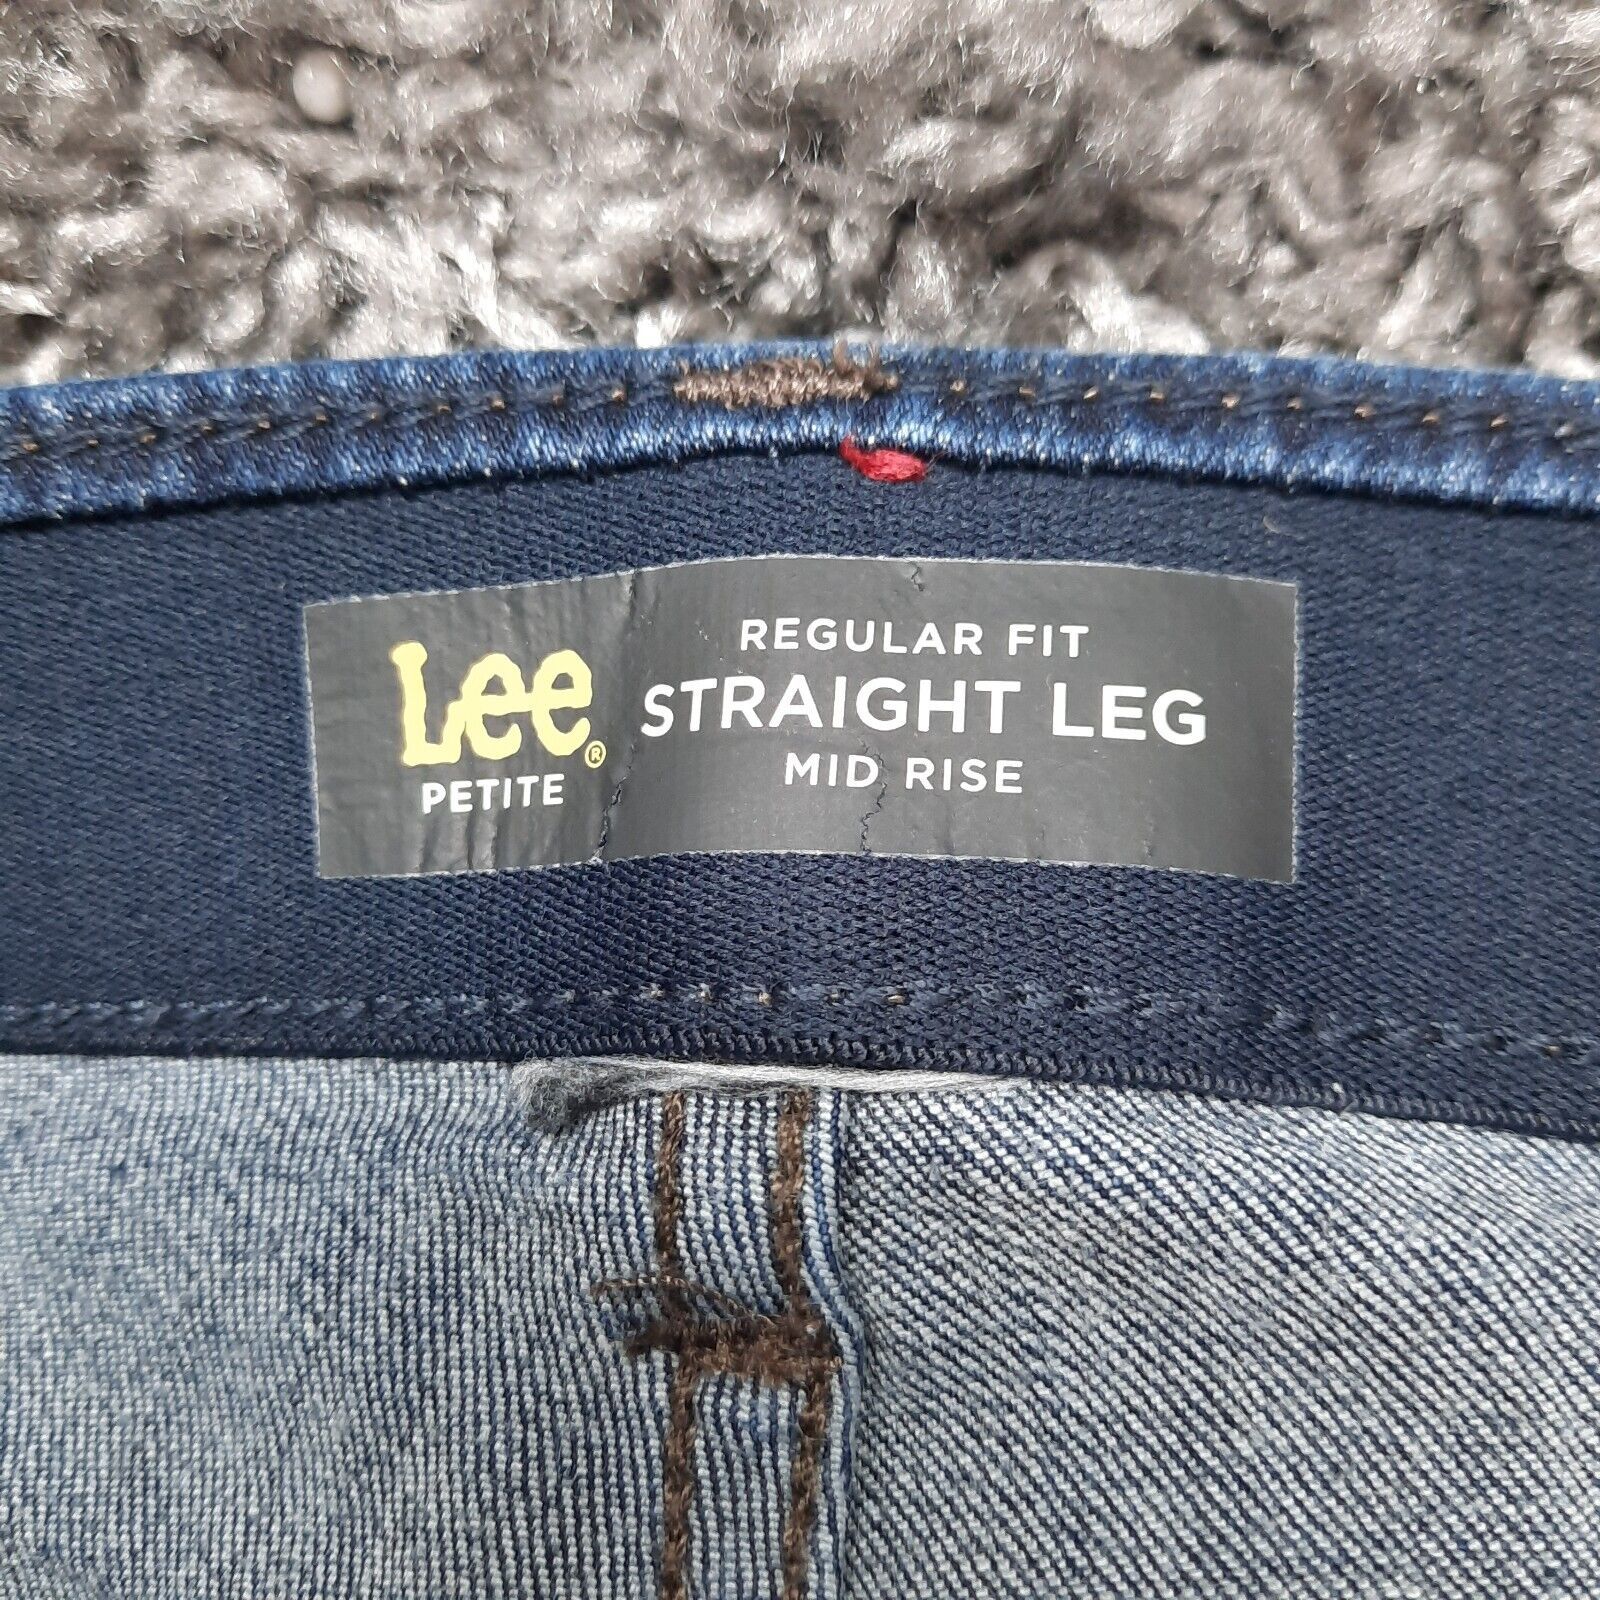 Lee®
PETITE
REGULAR FIT
STRAIGHT LEG
MID RISE